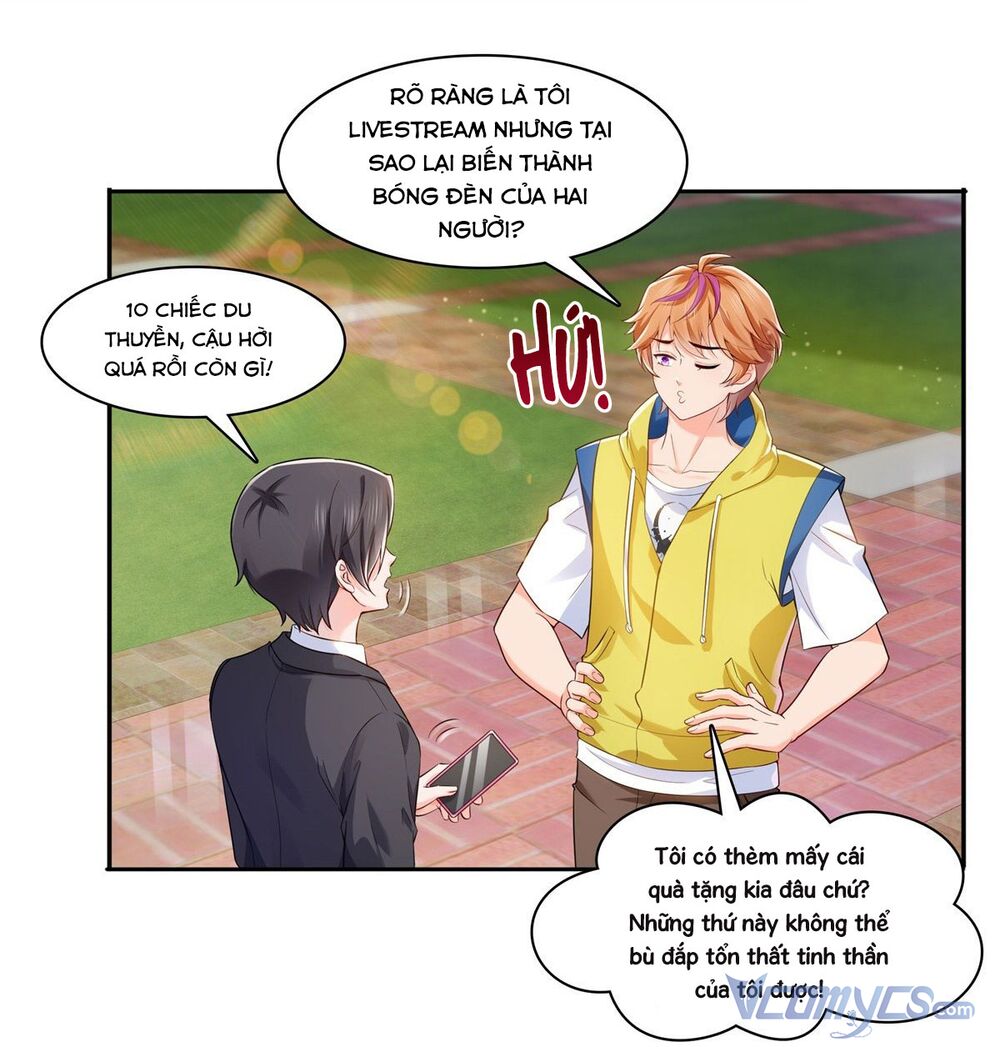 RÕ RÀNG LÀ TÔI
LIVESTREAM NHƯNG TẠI
SAO LẠI BIẾN THÀNH
BÓNG ĐÈN CỦA HAI
NGƯỜI?
10 CHIẾC DU
THUYỀN, CẬU HỜI
QUÁ RỒI CÒN GÌ!
HỨ!
Tôi có thèm mấy cái
quà tặng kia đâu chứ?
Những thứ này không thể
bù đắp tổn thất tinh thần
của tôi được!
VCOMYCS.com